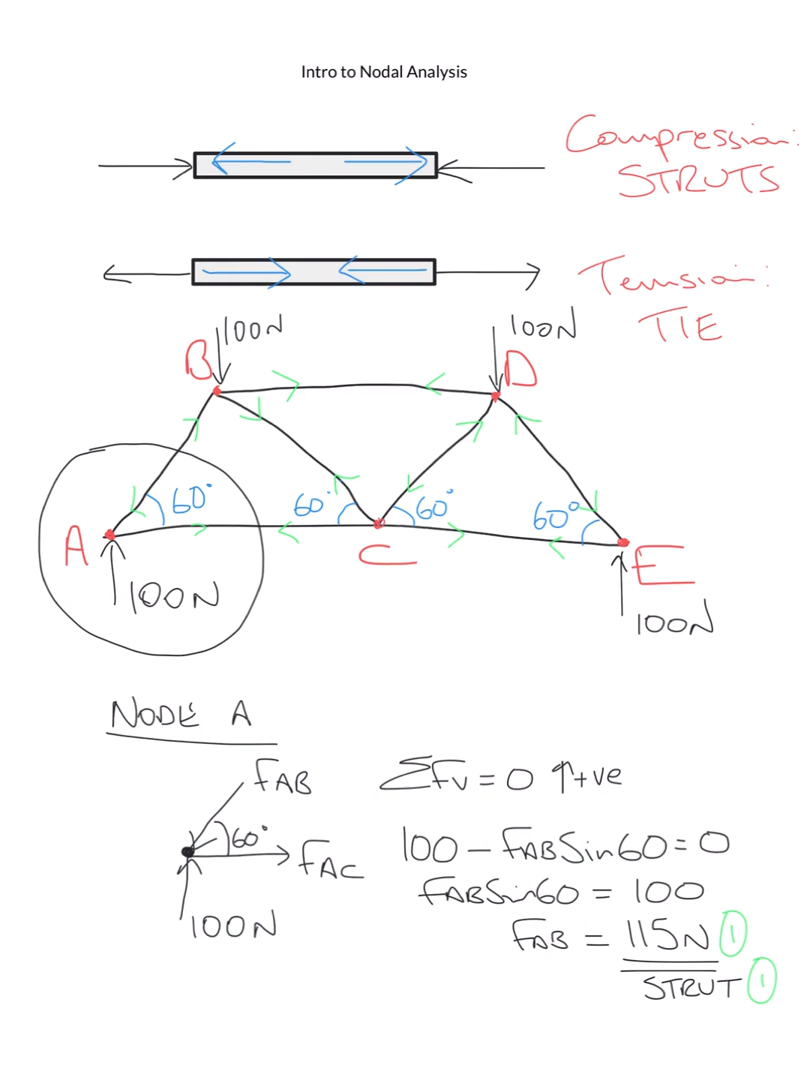 Intro to Nodal Analysis
Compression:
STRUTS
Tension:
TIE
100N
100N
B
D
60°
60°
60°
60°
A
C
E
100N
100N
NODE A
FAB
60°
FAC
100N
ΣFv = 0 ↑+ve
100 - FABSin60 = 0
FABSin60 = 100
FAB = 115N 1
STRUT 1